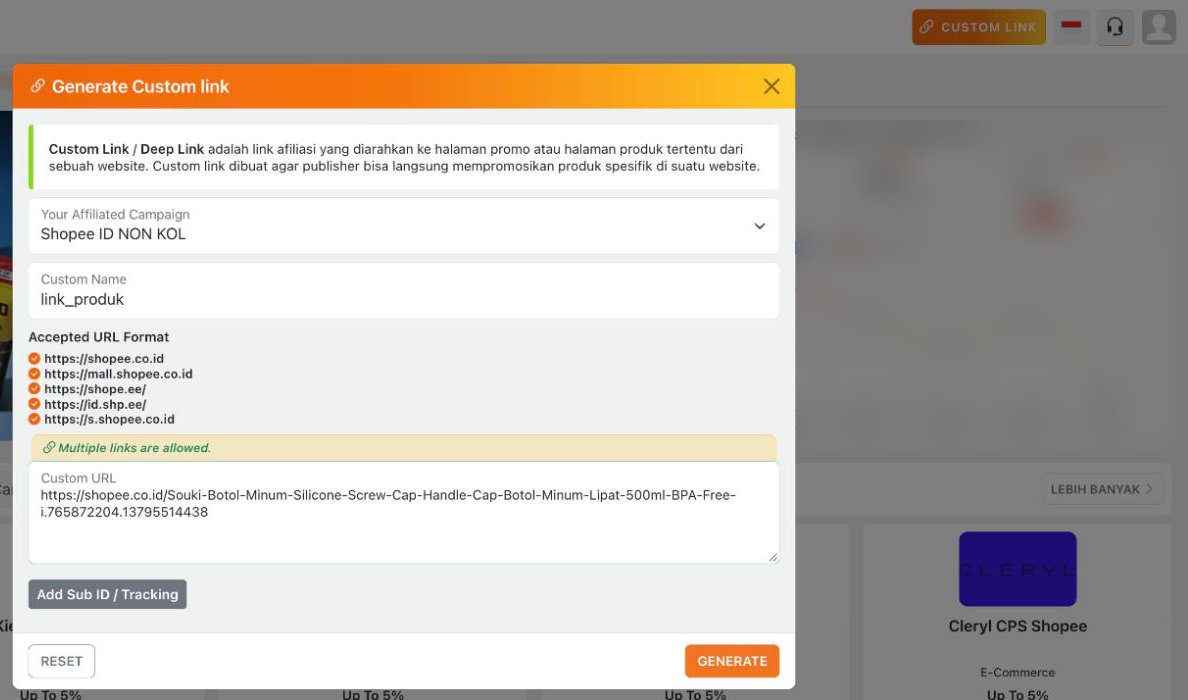 CUSTOM LINK
Generate Custom link
Custom Link / Deep Link adalah link afiliasi yang diarahkan ke halaman promo atau halaman produk tertentu dari
sebuah website. Custom link dibuat agar publisher bisa langsung mempromosikan produk spesifik di suatu website.
Your Affiliated Campaign
Shopee ID NON KOL
Custom Name
link_produk
Accepted URL Format
https://shopee.co.id
https://mall.shopee.co.id
https://shope.ee/
https://id.shp.ee/
https://s.shopee.co.id
Multiple links are allowed.
Custom URL
https://shopee.co.id/Souki-Botol-Minum-Silicone-Screw-Cap-Handle-Cap-Botol-Minum-Lipat-500ml-BPA-Free-
i.765872204.13795514438
LEBIH BANYAK
Add Sub ID / Tracking
CLERYL
Cleryl CPS Shopee
RESET
GENERATE
E-Commerce
Up To 5%
Up To 5%
Up To 5%
Up To 5%